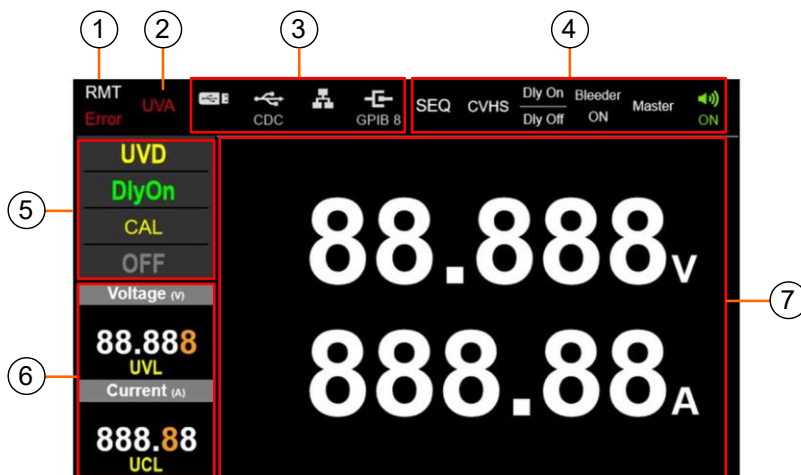 1 2 3 4
RMT
Error
UVA
CDC
GPIB 8
SEQ CVHS
Dly On
Dly Off
Bleeder
ON
Master
ON
5
UVD
DlyOn
CAL
OFF
6
Voltage (V)
88.888
UVL
Current (A)
888.88
UCL
7
88.888V
888.88A